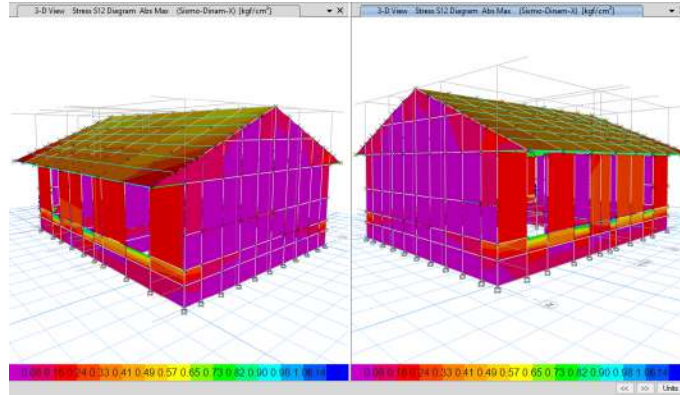 3-D View Stress S12 Diagram Abs Max (Sismo-Dinam-X) [kgf/cm²]
3-D View Stress S12 Diagram Abs Max (Sismo-Dinam-X) [kgf/cm²]
0.08 0.16 0.24 0.33 0.41 0.49 0.57 0.65 0.73 0.82 0.90 0.98 1.06 1.14
0.08 0.16 0.24 0.33 0.41 0.49 0.57 0.65 0.73 0.82 0.90 0.98 1.06 1.14
<< >> Units